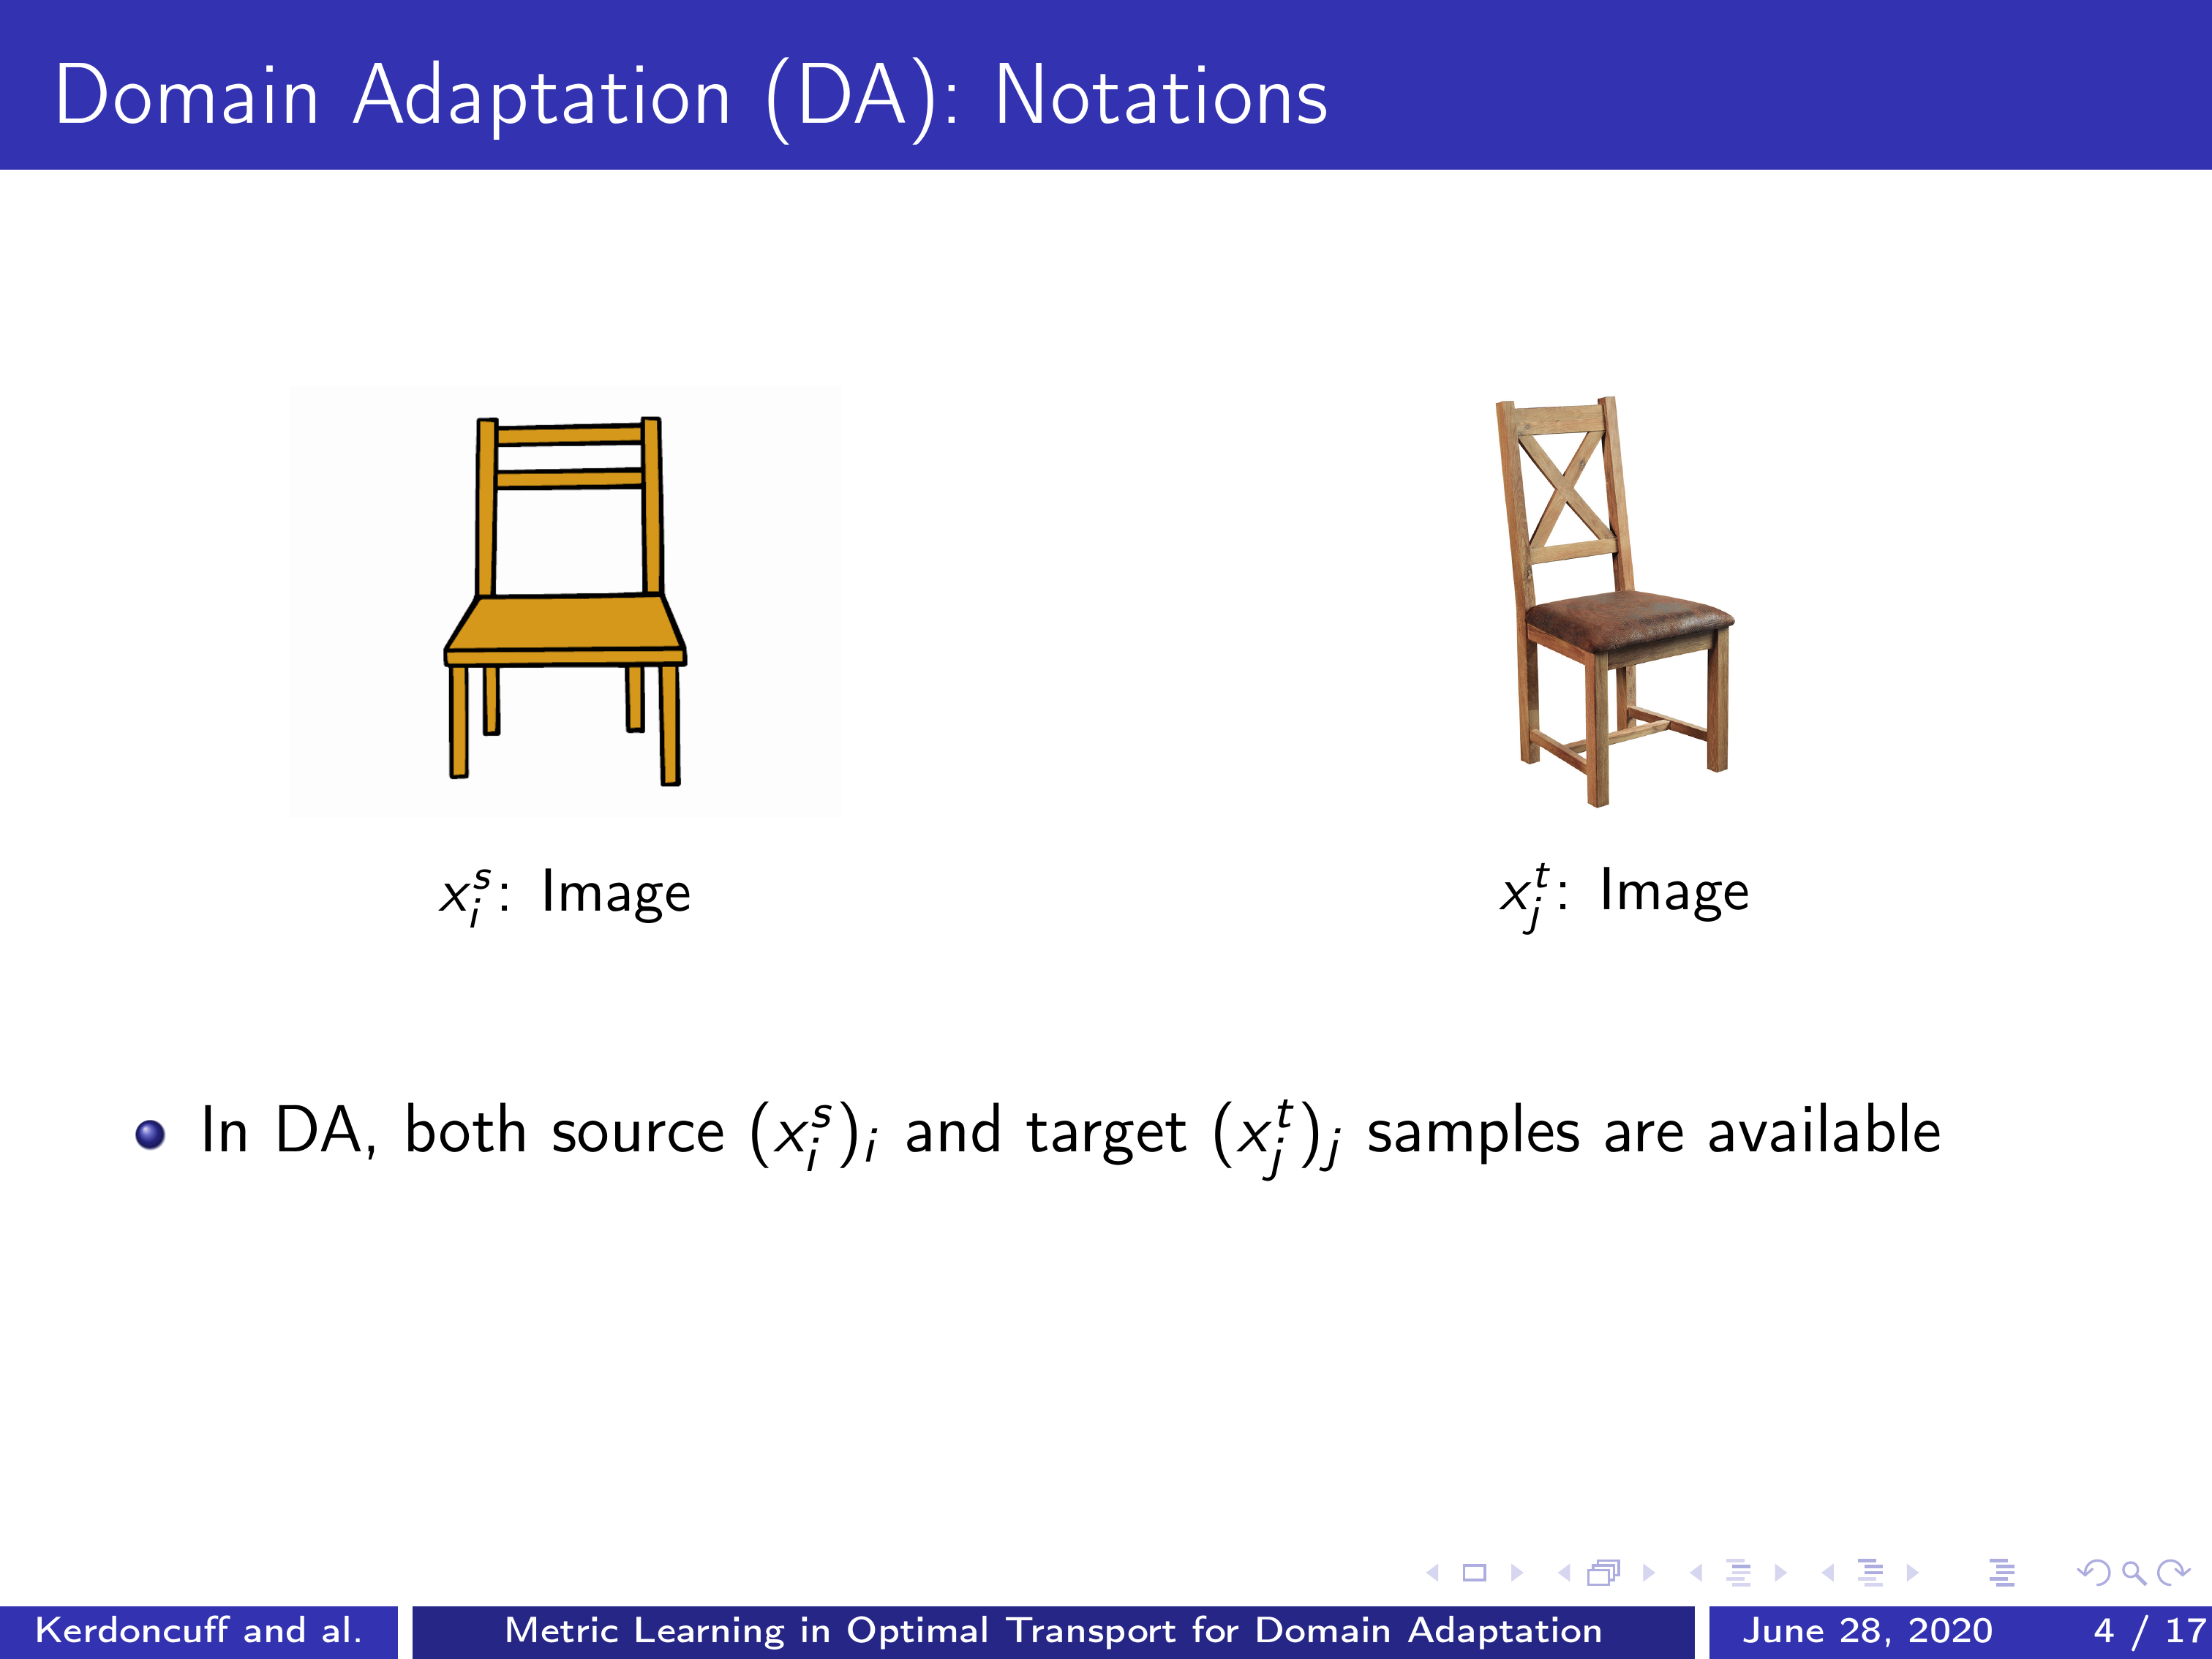 Domain Adaptation (DA): Notations
$x_i^s$: Image
$x_j^t$: Image
In DA, both source $(x_i^s)_i$ and target $(x_j^t)_j$ samples are available
Kerdoncuff and al.
Metric Learning in Optimal Transport for Domain Adaptation
June 28, 2020
4 / 17